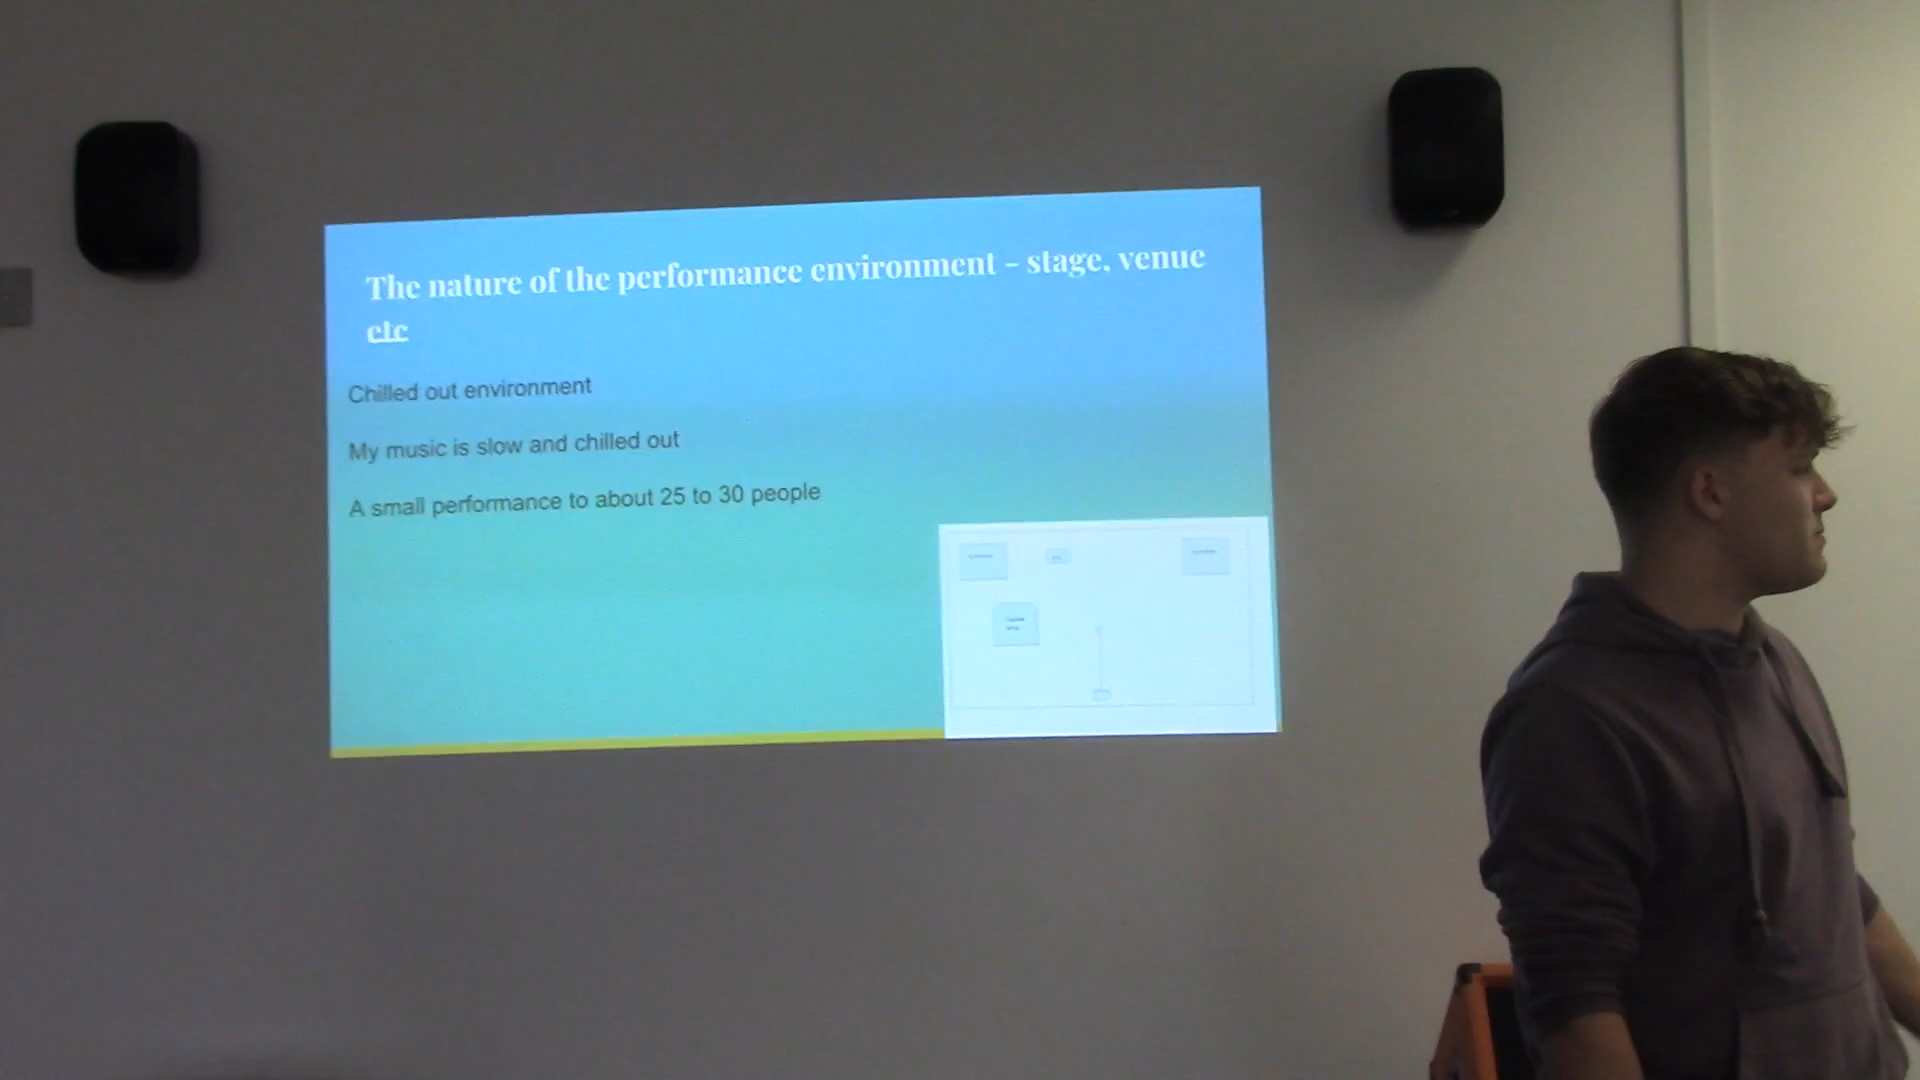 The nature of the performance environment - stage, venue
etc
Chilled out environment
My music is slow and chilled out
A small performance to about 25 to 30 people